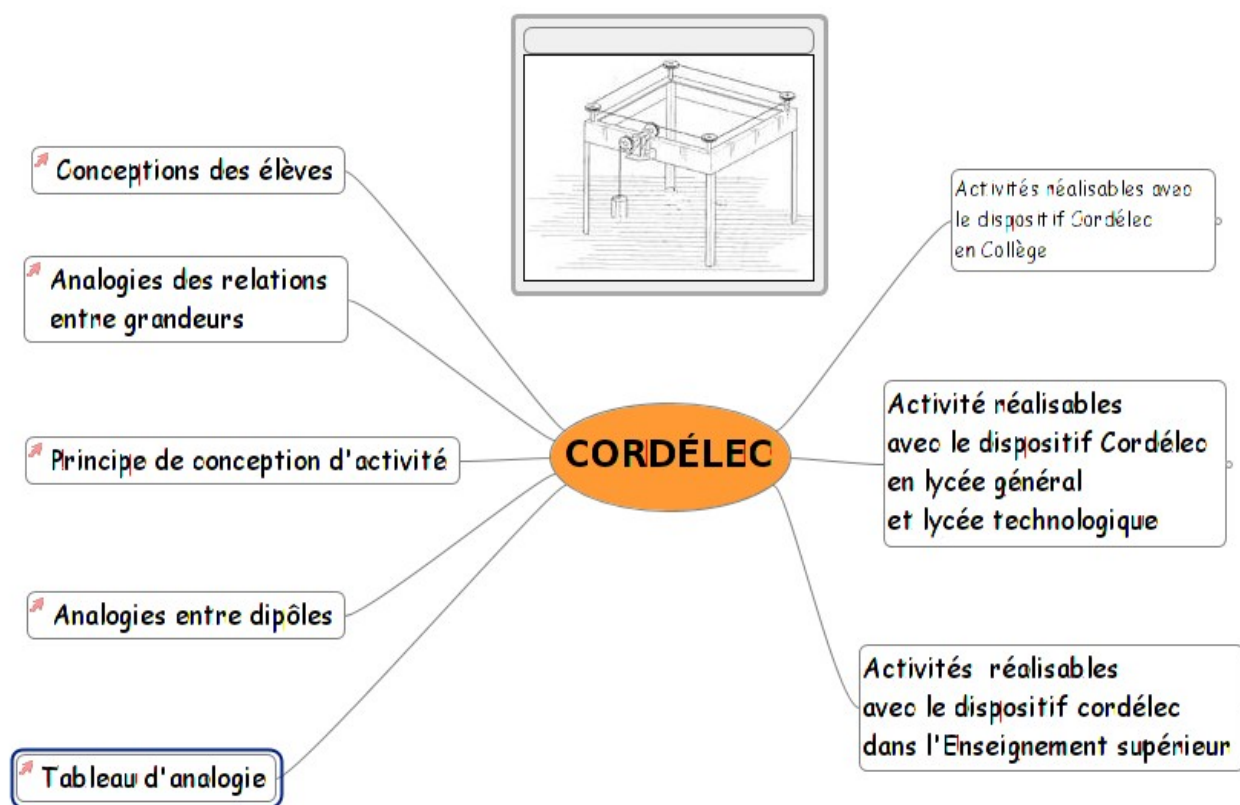 Conceptions des élèves
Analogies des relations
entre grandeurs
Principe de conception d'activité
Analogies entre dipôles
Tableau d'analogie
CORDÉLEC
Activités réalisables avec
le dispositif Cordélec
en Collège
Activité réalisables
avec le dispositif Cordélec
en lycée général
et lycée technologique
Activités réalisables
avec le dispositif cordélec
dans l'Enseignement supérieur